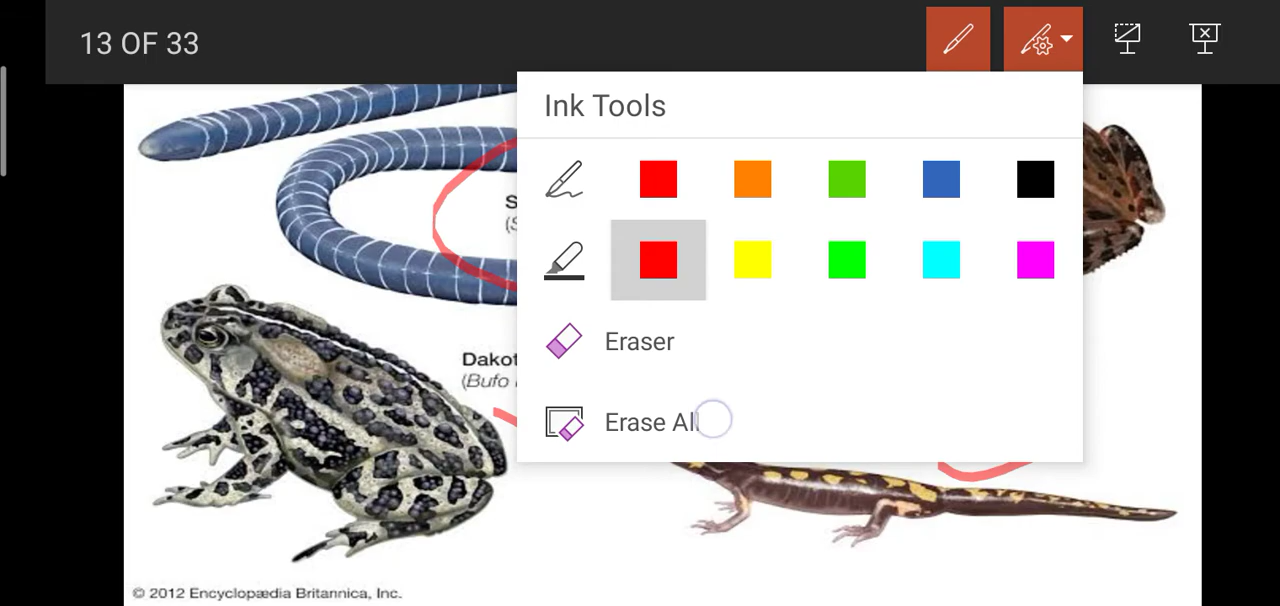 13 OF 33
Ink Tools
S
(S
Eraser
Dakot
(Bufo
Erase All
© 2012 Encyclopædia Britannica, Inc.